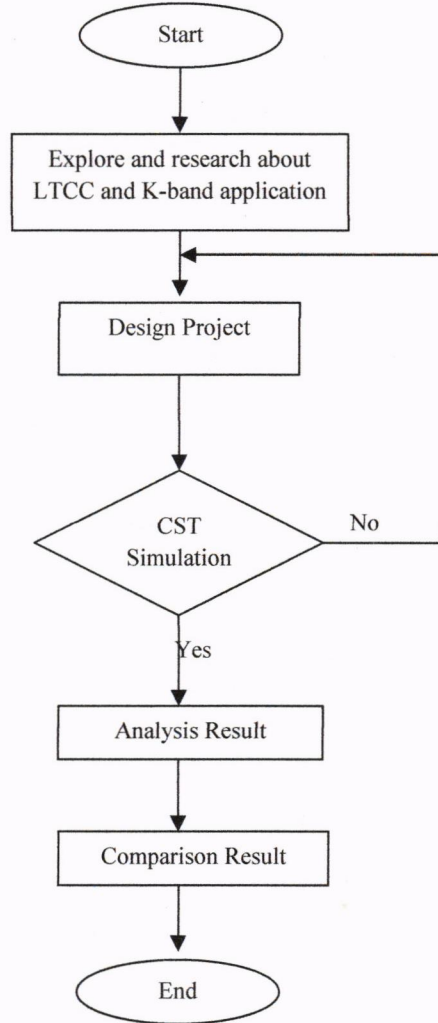 Start
Explore and research about
LTCC and K-band application
Design Project
CST
Simulation
No
Yes
Analysis Result
Comparison Result
End